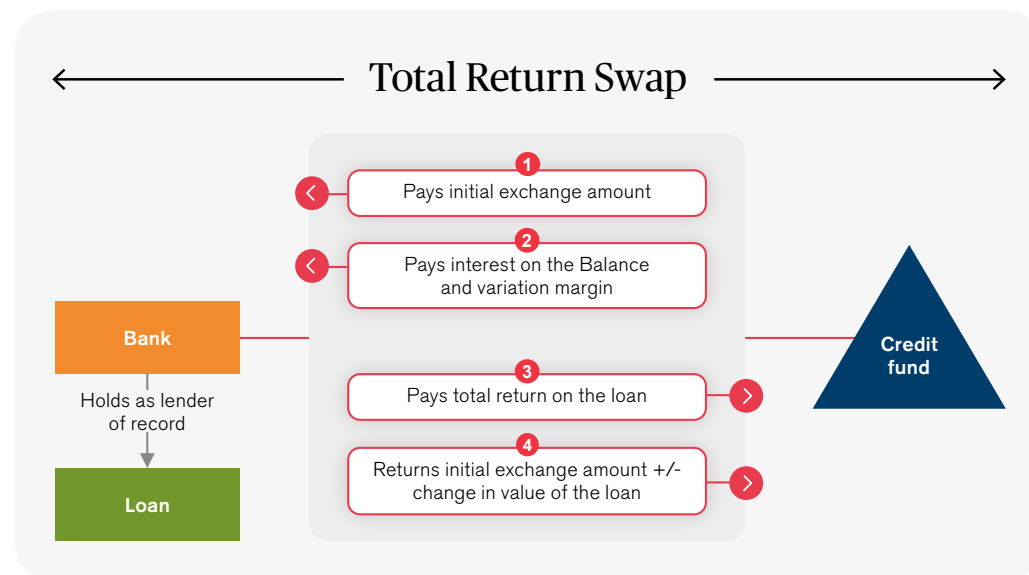 Total Return Swap
1
Pays initial exchange amount
2
Pays interest on the Balance
and variation margin
Bank
Credit
fund
Holds as lender
of record
3
Pays total return on the loan
4
Returns initial exchange amount +/-
change in value of the loan
Loan